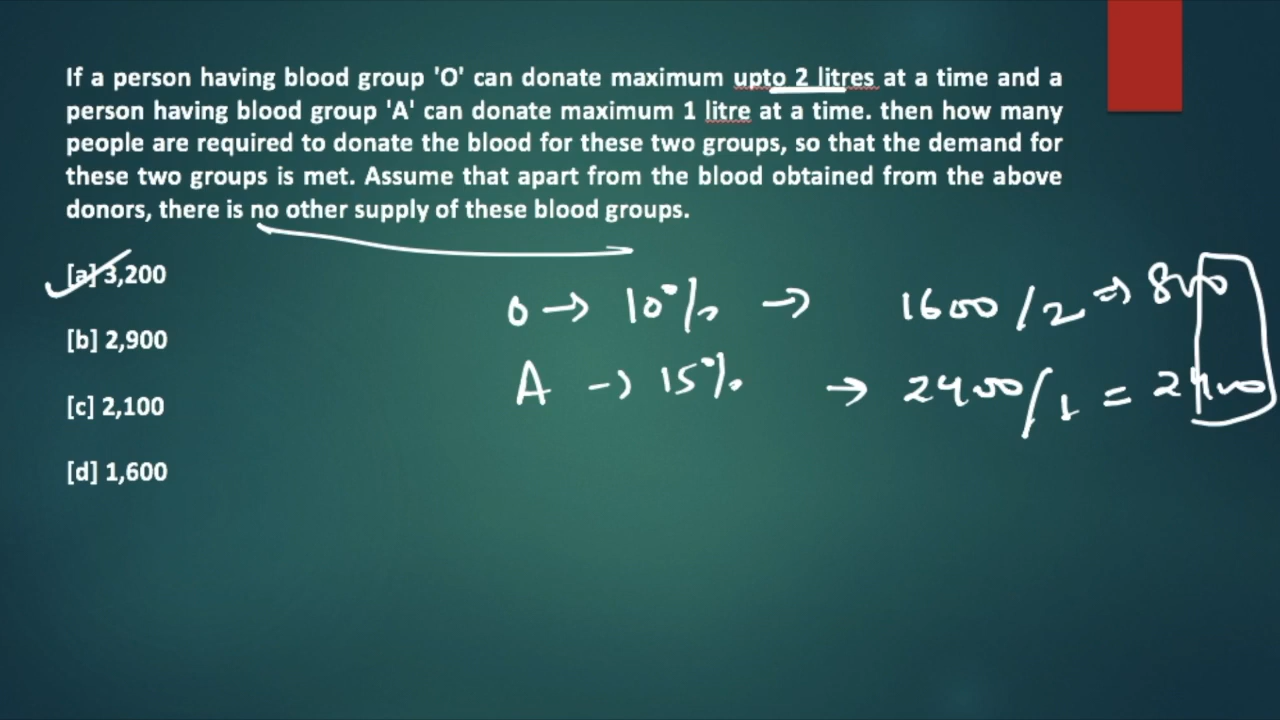 If a person having blood group 'O' can donate maximum upto 2 litres at a time and a
person having blood group 'A' can donate maximum 1 litre at a time. then how many
people are required to donate the blood for these two groups, so that the demand for
these two groups is met. Assume that apart from the blood obtained from the above
donors, there is no other supply of these blood groups.
[a] 3,200
[b] 2,900
[c] 2,100
[d] 1,600
O → 10% → 1600/2 ⇒ 800
A → 15% → 2400/1 = 2400